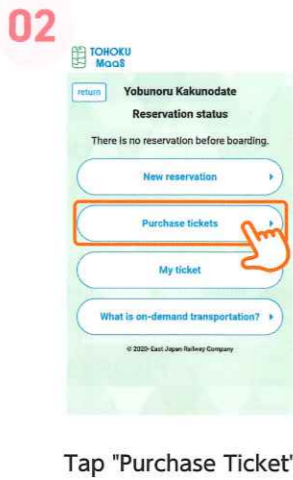 02
TOHOKU
MaaS
return
Yobunoru Kakunodate
Reservation status
There is no reservation before boarding.
New reservation
Purchase tickets
My ticket
What is on-demand transportation?
© 2020- East Japan Railway Company
Tap "Purchase Ticket"